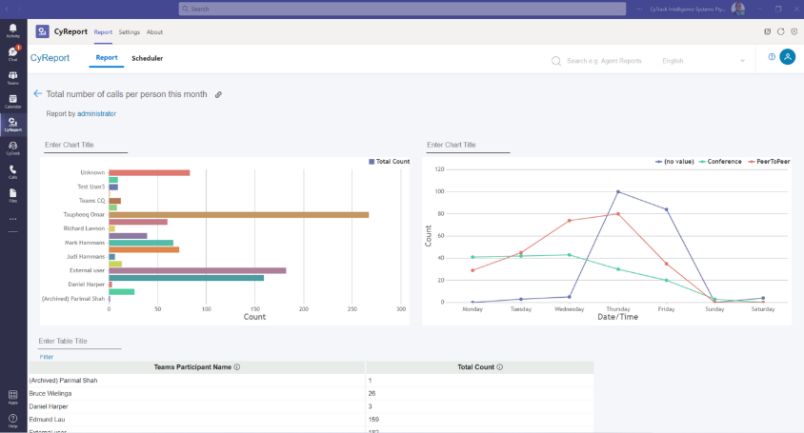 Search
CyTrack Intelligence Systems Pty...
CyReport Report Settings About
CyReport Report Scheduler
Search e.g. Agent Reports English
Activity
Chat
Teams
Calendar
CyReport
CyTrack
Calls
Files
Apps
Help
Total number of calls per person this month
Report by administrator
Enter Chart Title
Total Count
Unknown
Test User3
Teams CQ
Taupheeq Omar
Richard Lawson
Mark Hammans
Judi Hammans
External user
Daniel Harper
(Archived) Parimal Shah
0 50 100 150 200 250 300
Count
Enter Chart Title
(no value) Conference PeerToPeer
120
100
80
60
40
20
0
Count
Monday Tuesday Wednesday Thursday Friday Sunday Saturday
Date/Time
Enter Table Title
Filter
Teams Participant Name Total Count
(Archived) Parimal Shah 1
Bruce Wielinga 26
Daniel Harper 3
Edmund Lau 159
External user 182